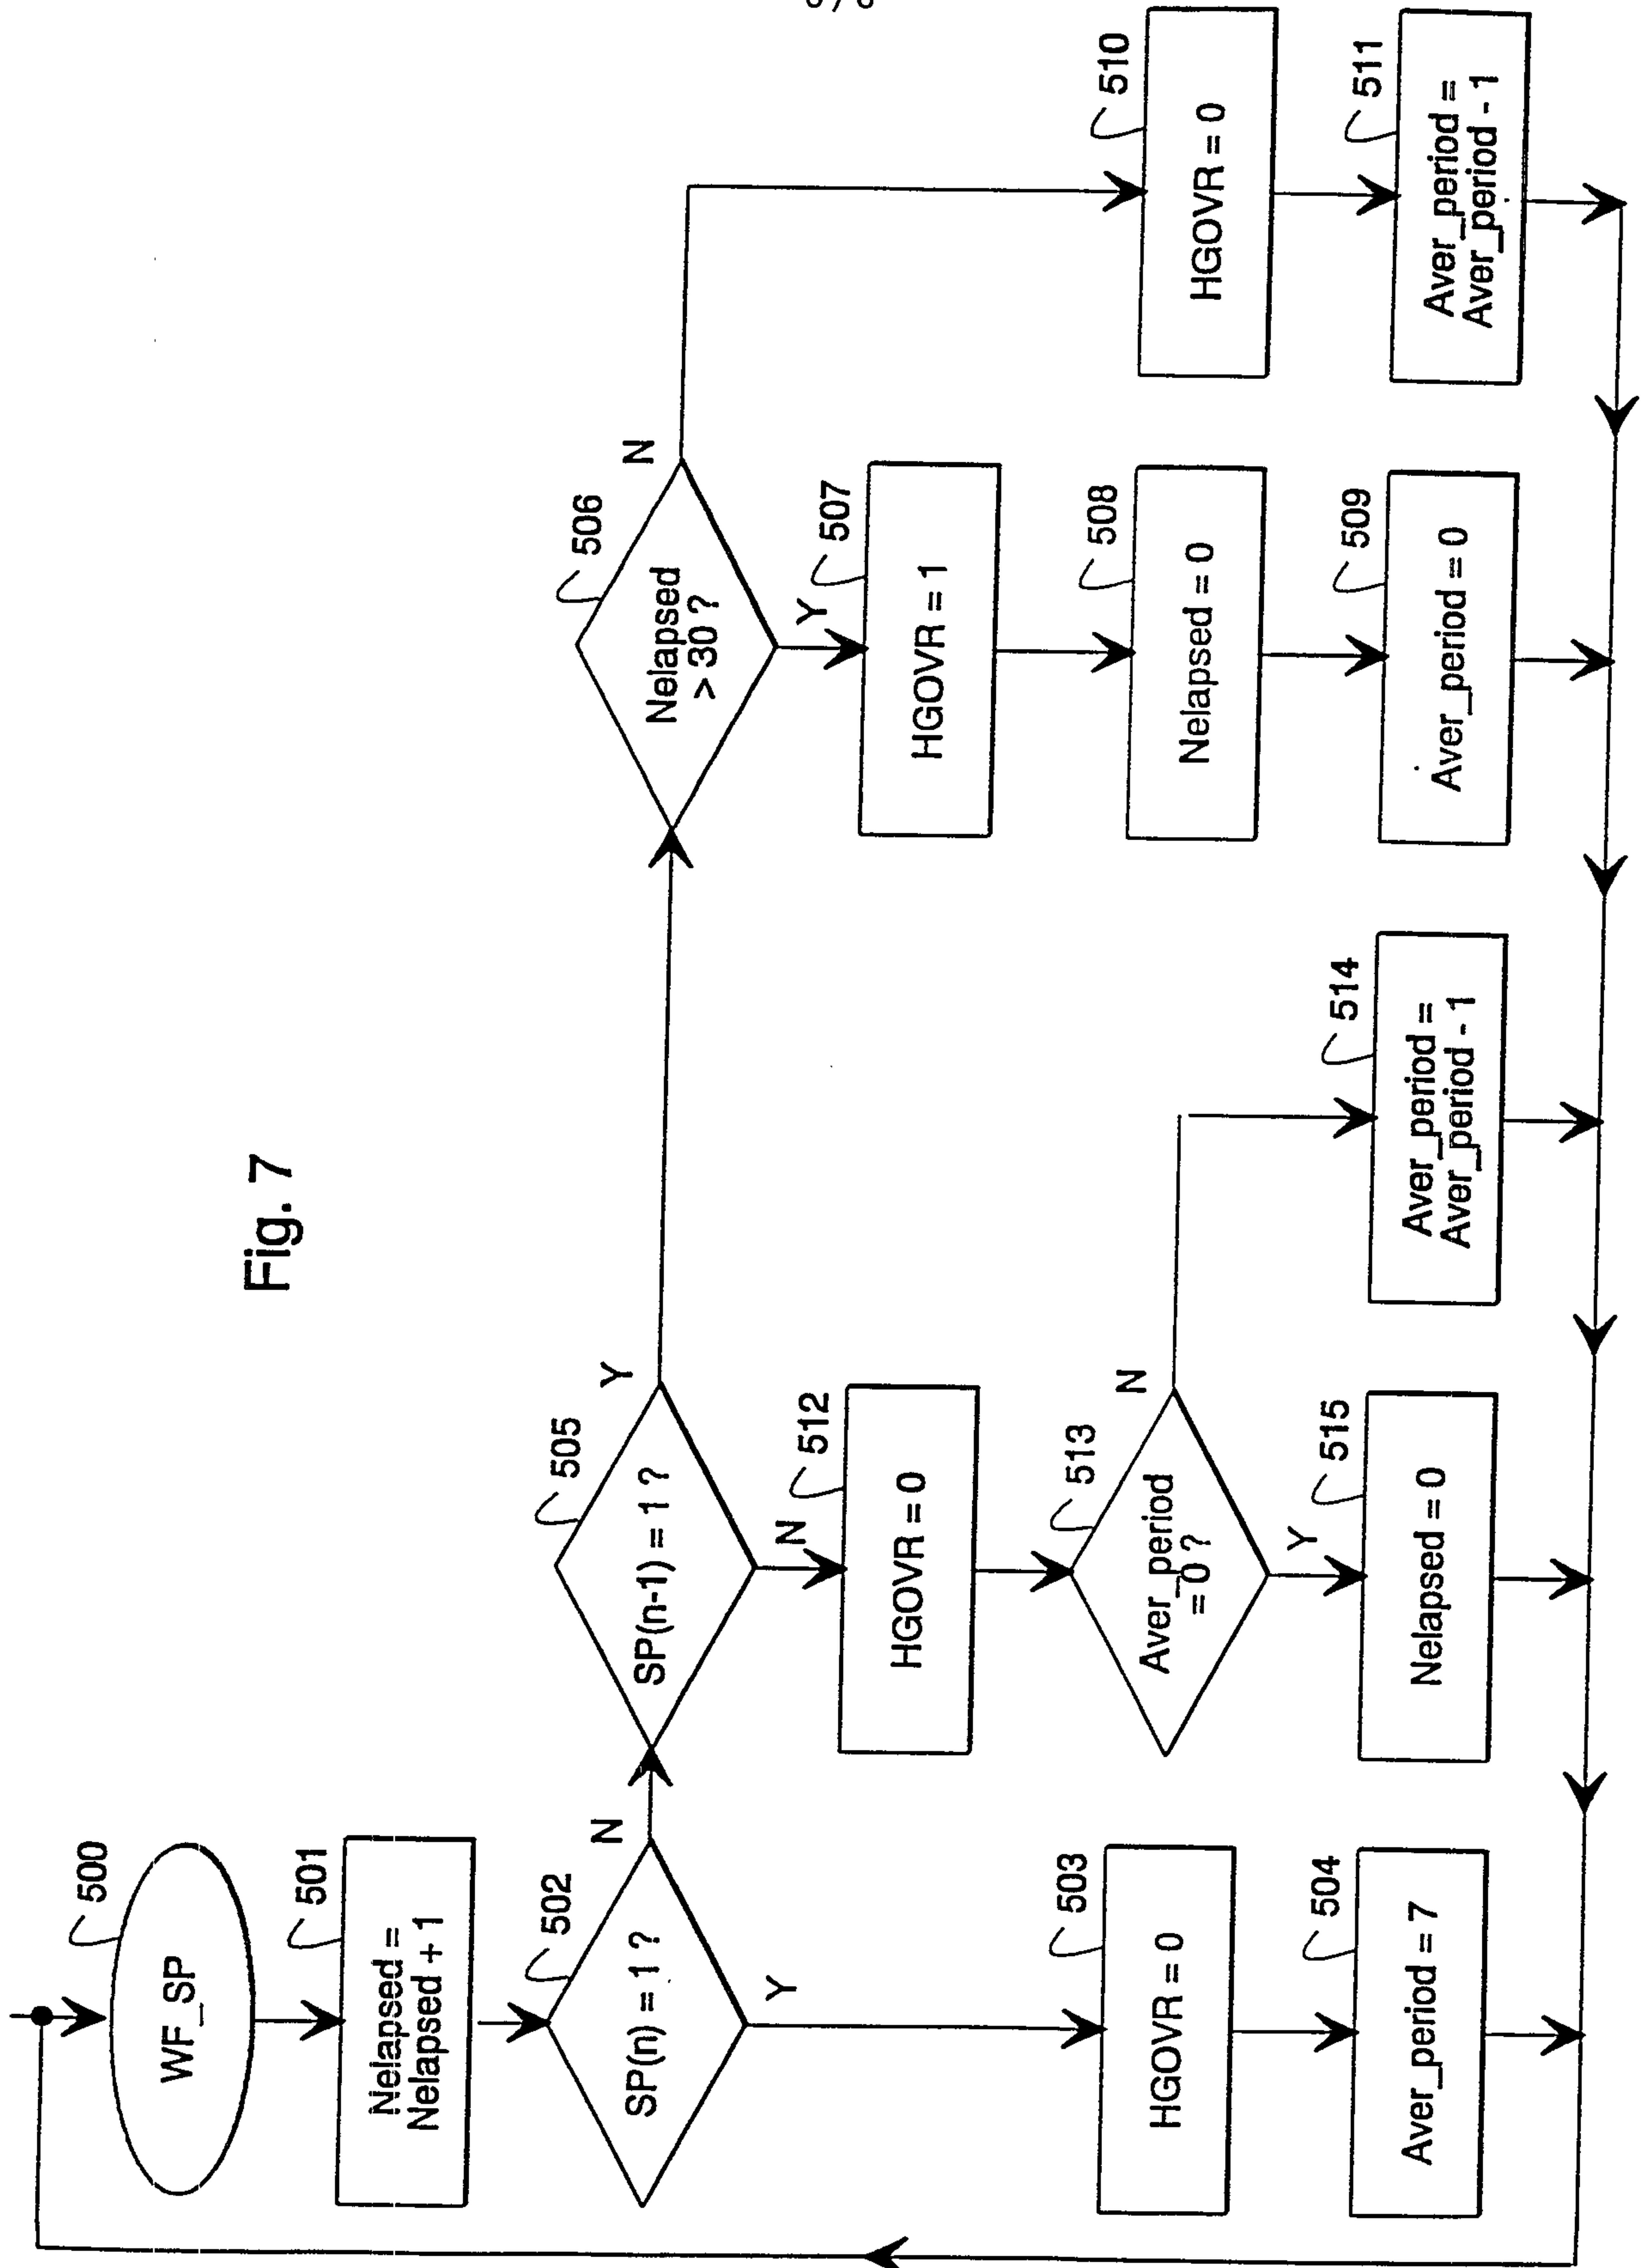 Fig. 7
500
WF_SP
501
Nelapsed =
Nelapsed + 1
502
SP(n) = 1 ?
Y
N
503
HGOVR = 0
504
Aver_period = 7
505
SP(n-1) = 1 ?
Y
N
512
HGOVR = 0
513
Aver_period
= 0 ?
N
Y
515
Nelapsed = 0
514
Aver_period =
Aver_period - 1
506
Nelapsed
> 30 ?
N
Y
507
HGOVR = 1
508
Nelapsed = 0
509
Aver_period = 0
510
HGOVR = 0
511
Aver_period =
Aver_period - 1